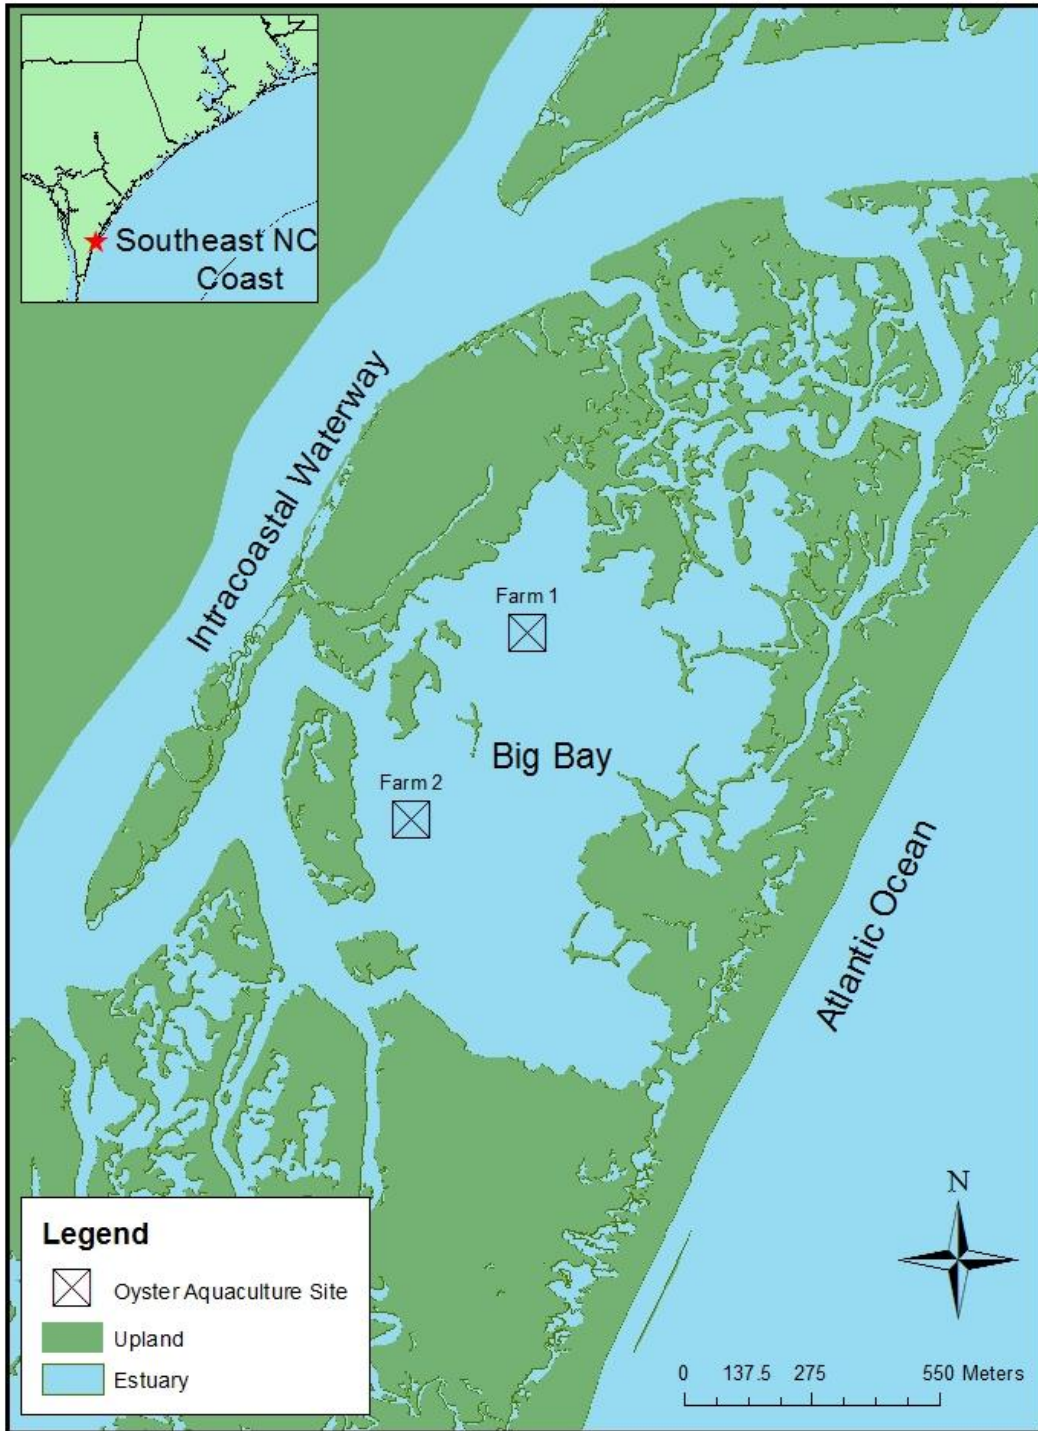 Southeast NC
Coast
Intracoastal Waterway
Farm 1
Big Bay
Farm 2
Atlantic Ocean
N
Legend
Oyster Aquaculture Site
Upland
Estuary
0 137.5 275 550 Meters